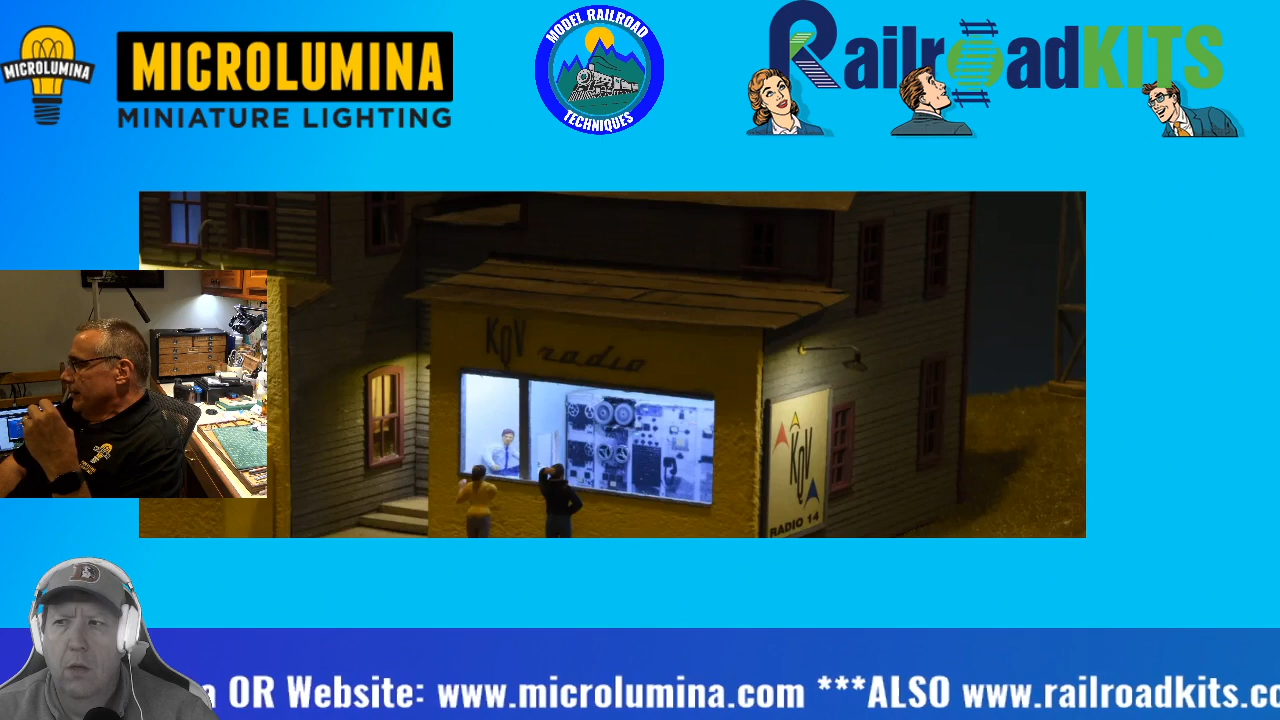 MICROLUMINA
MICROLUMINA
MINIATURE LIGHTING
MODEL RAILROAD
TECHNIQUES
RailroadKITS
KQV radio
KQV
RADIO 14
OR Website: www.microlumina.com ***ALSO www.railroadkits.co